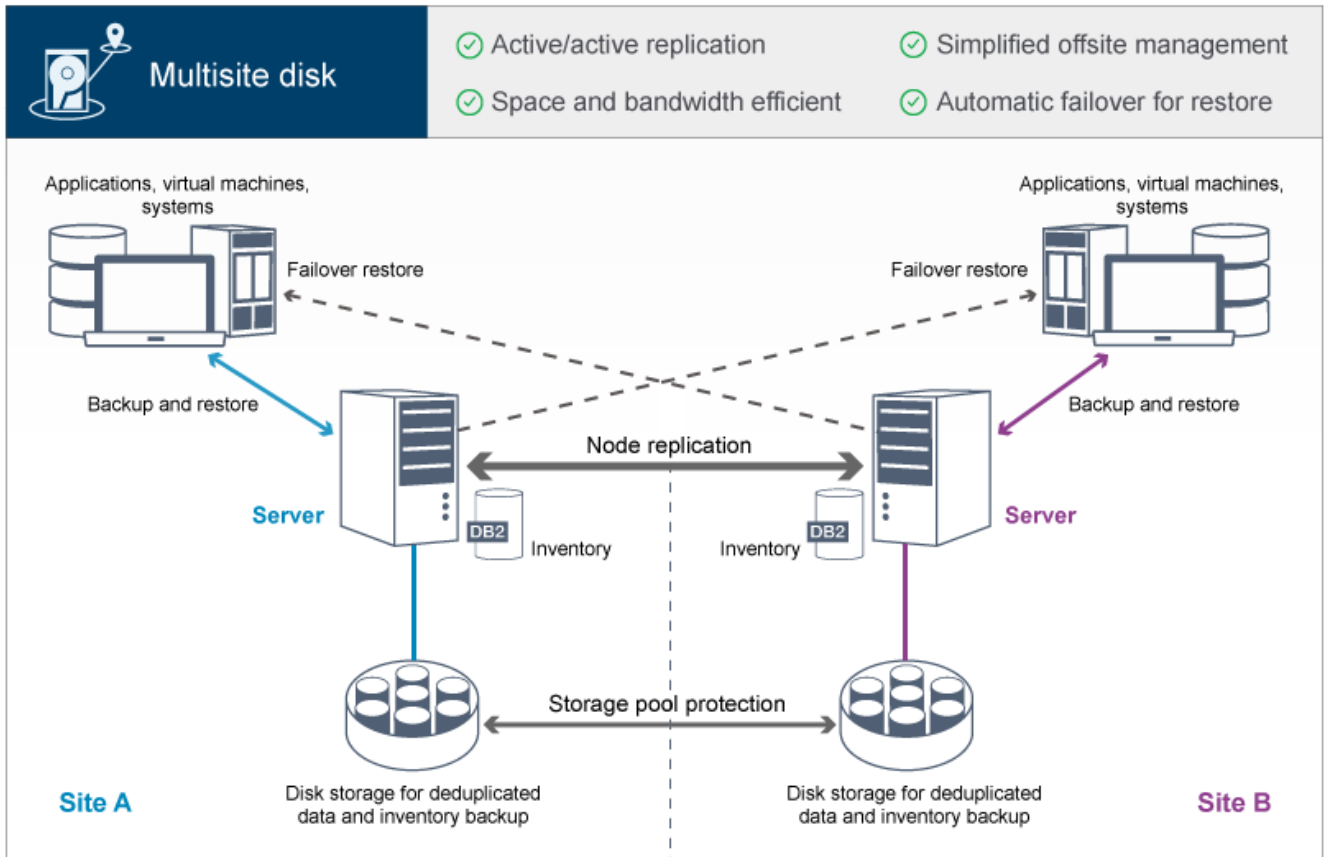 Multisite disk
Active/active replication
Simplified offsite management
Space and bandwidth efficient
Automatic failover for restore
Applications, virtual machines,
systems
Applications, virtual machines,
systems
Failover restore
Failover restore
Backup and restore
Backup and restore
Node replication
Server
Server
DB2
Inventory
Inventory
DB2
Storage pool protection
Site A
Disk storage for deduplicated
data and inventory backup
Disk storage for deduplicated
data and inventory backup
Site B